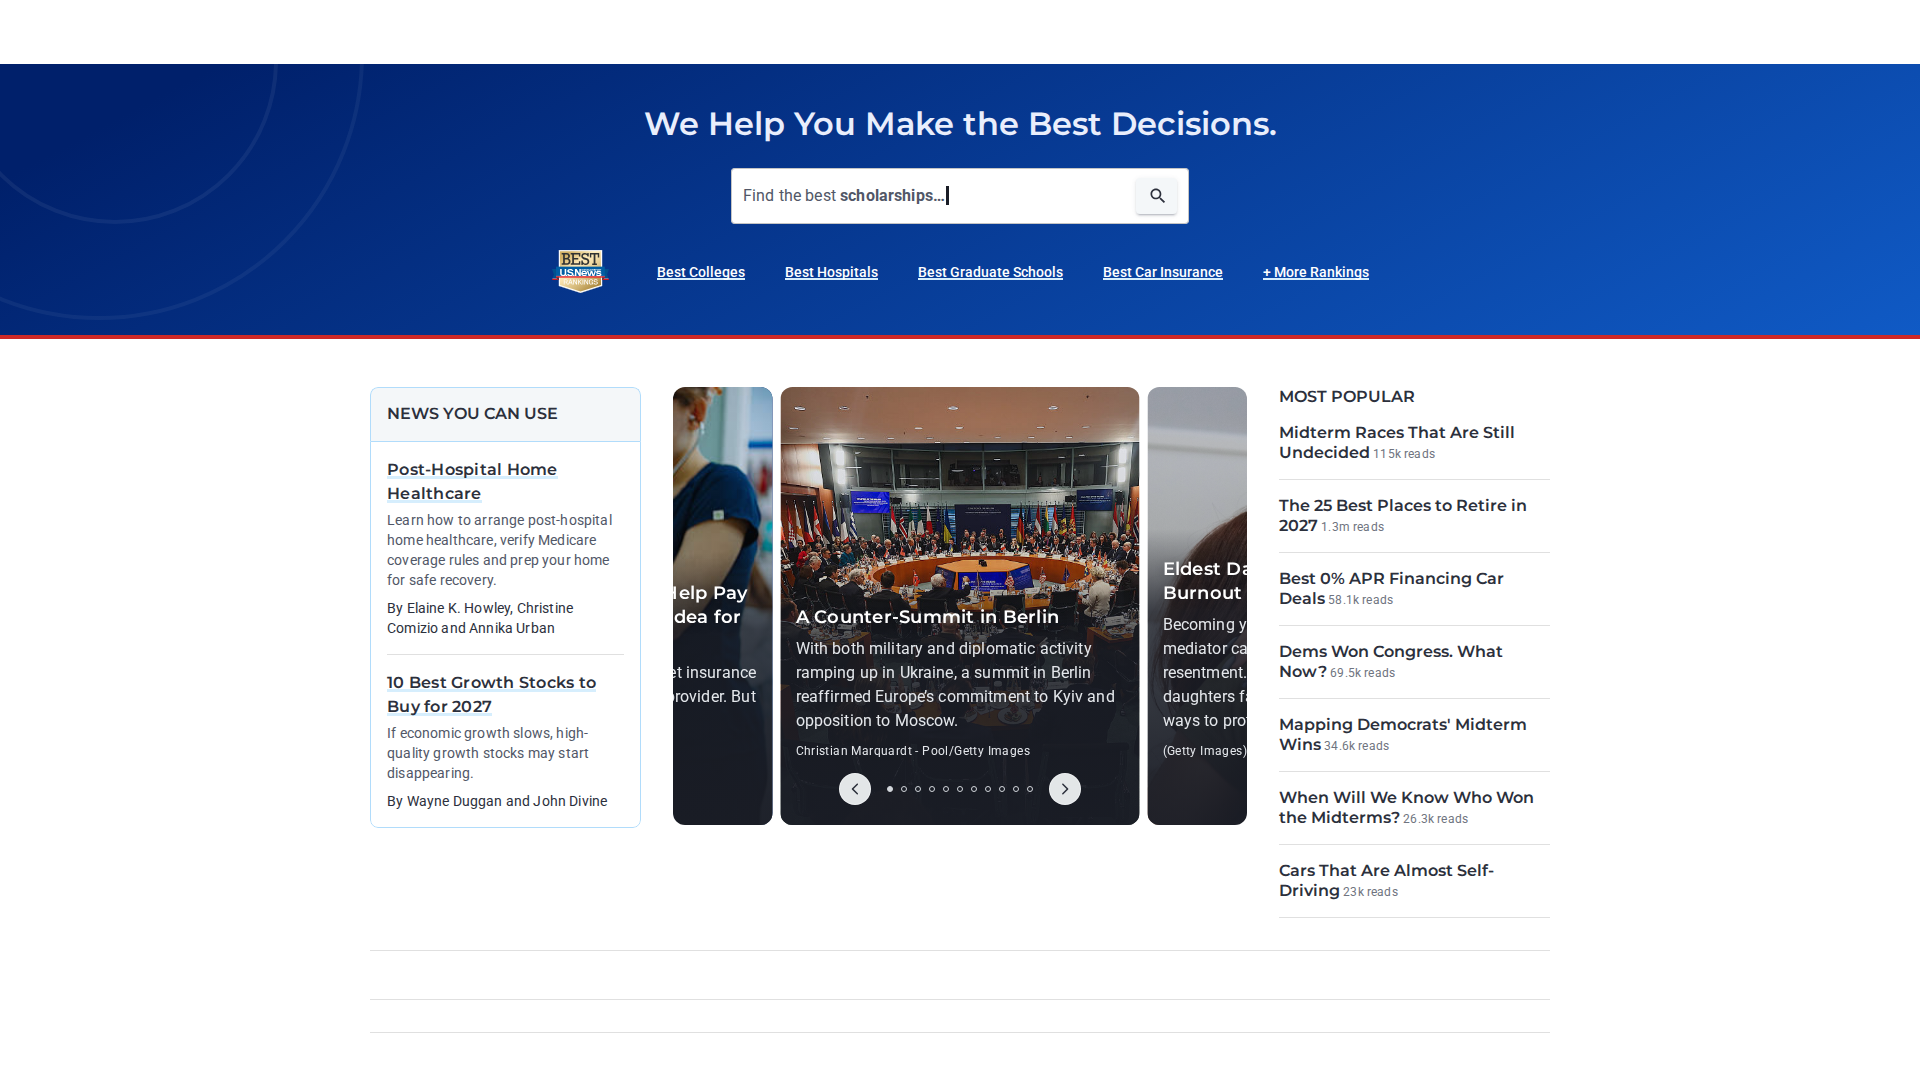 We Help You Make the Best Decisions.
Find the best scholarships...
BEST
U.S.News
RANKINGS
Best Colleges
Best Hospitals
Best Graduate Schools
Best Car Insurance
+ More Rankings
NEWS YOU CAN USE
Post-Hospital Home
Healthcare
Learn how to arrange post-hospital
home healthcare, verify Medicare
coverage rules and prep your home
for safe recovery.
By Elaine K. Howley, Christine
Comizio and Annika Urban
10 Best Growth Stocks to
Buy for 2027
If economic growth slows, high-
quality growth stocks may start
disappearing.
By Wayne Duggan and John Divine
Help Pay
dea for
et insurance
provider. But
A Counter-Summit in Berlin
With both military and diplomatic activity
ramping up in Ukraine, a summit in Berlin
reaffirmed Europe's commitment to Kyiv and
opposition to Moscow.
Christian Marquardt - Pool/Getty Images
Eldest Da
Burnout
Becoming y
mediator ca
resentment.
daughters fa
ways to pro
(Getty Images)
MOST POPULAR
Midterm Races That Are Still
Undecided 115k reads
The 25 Best Places to Retire in
2027 1.3m reads
Best 0% APR Financing Car
Deals 58.1k reads
Dems Won Congress. What
Now? 69.5k reads
Mapping Democrats' Midterm
Wins 34.6k reads
When Will We Know Who Won
the Midterms? 26.3k reads
Cars That Are Almost Self-
Driving 23k reads